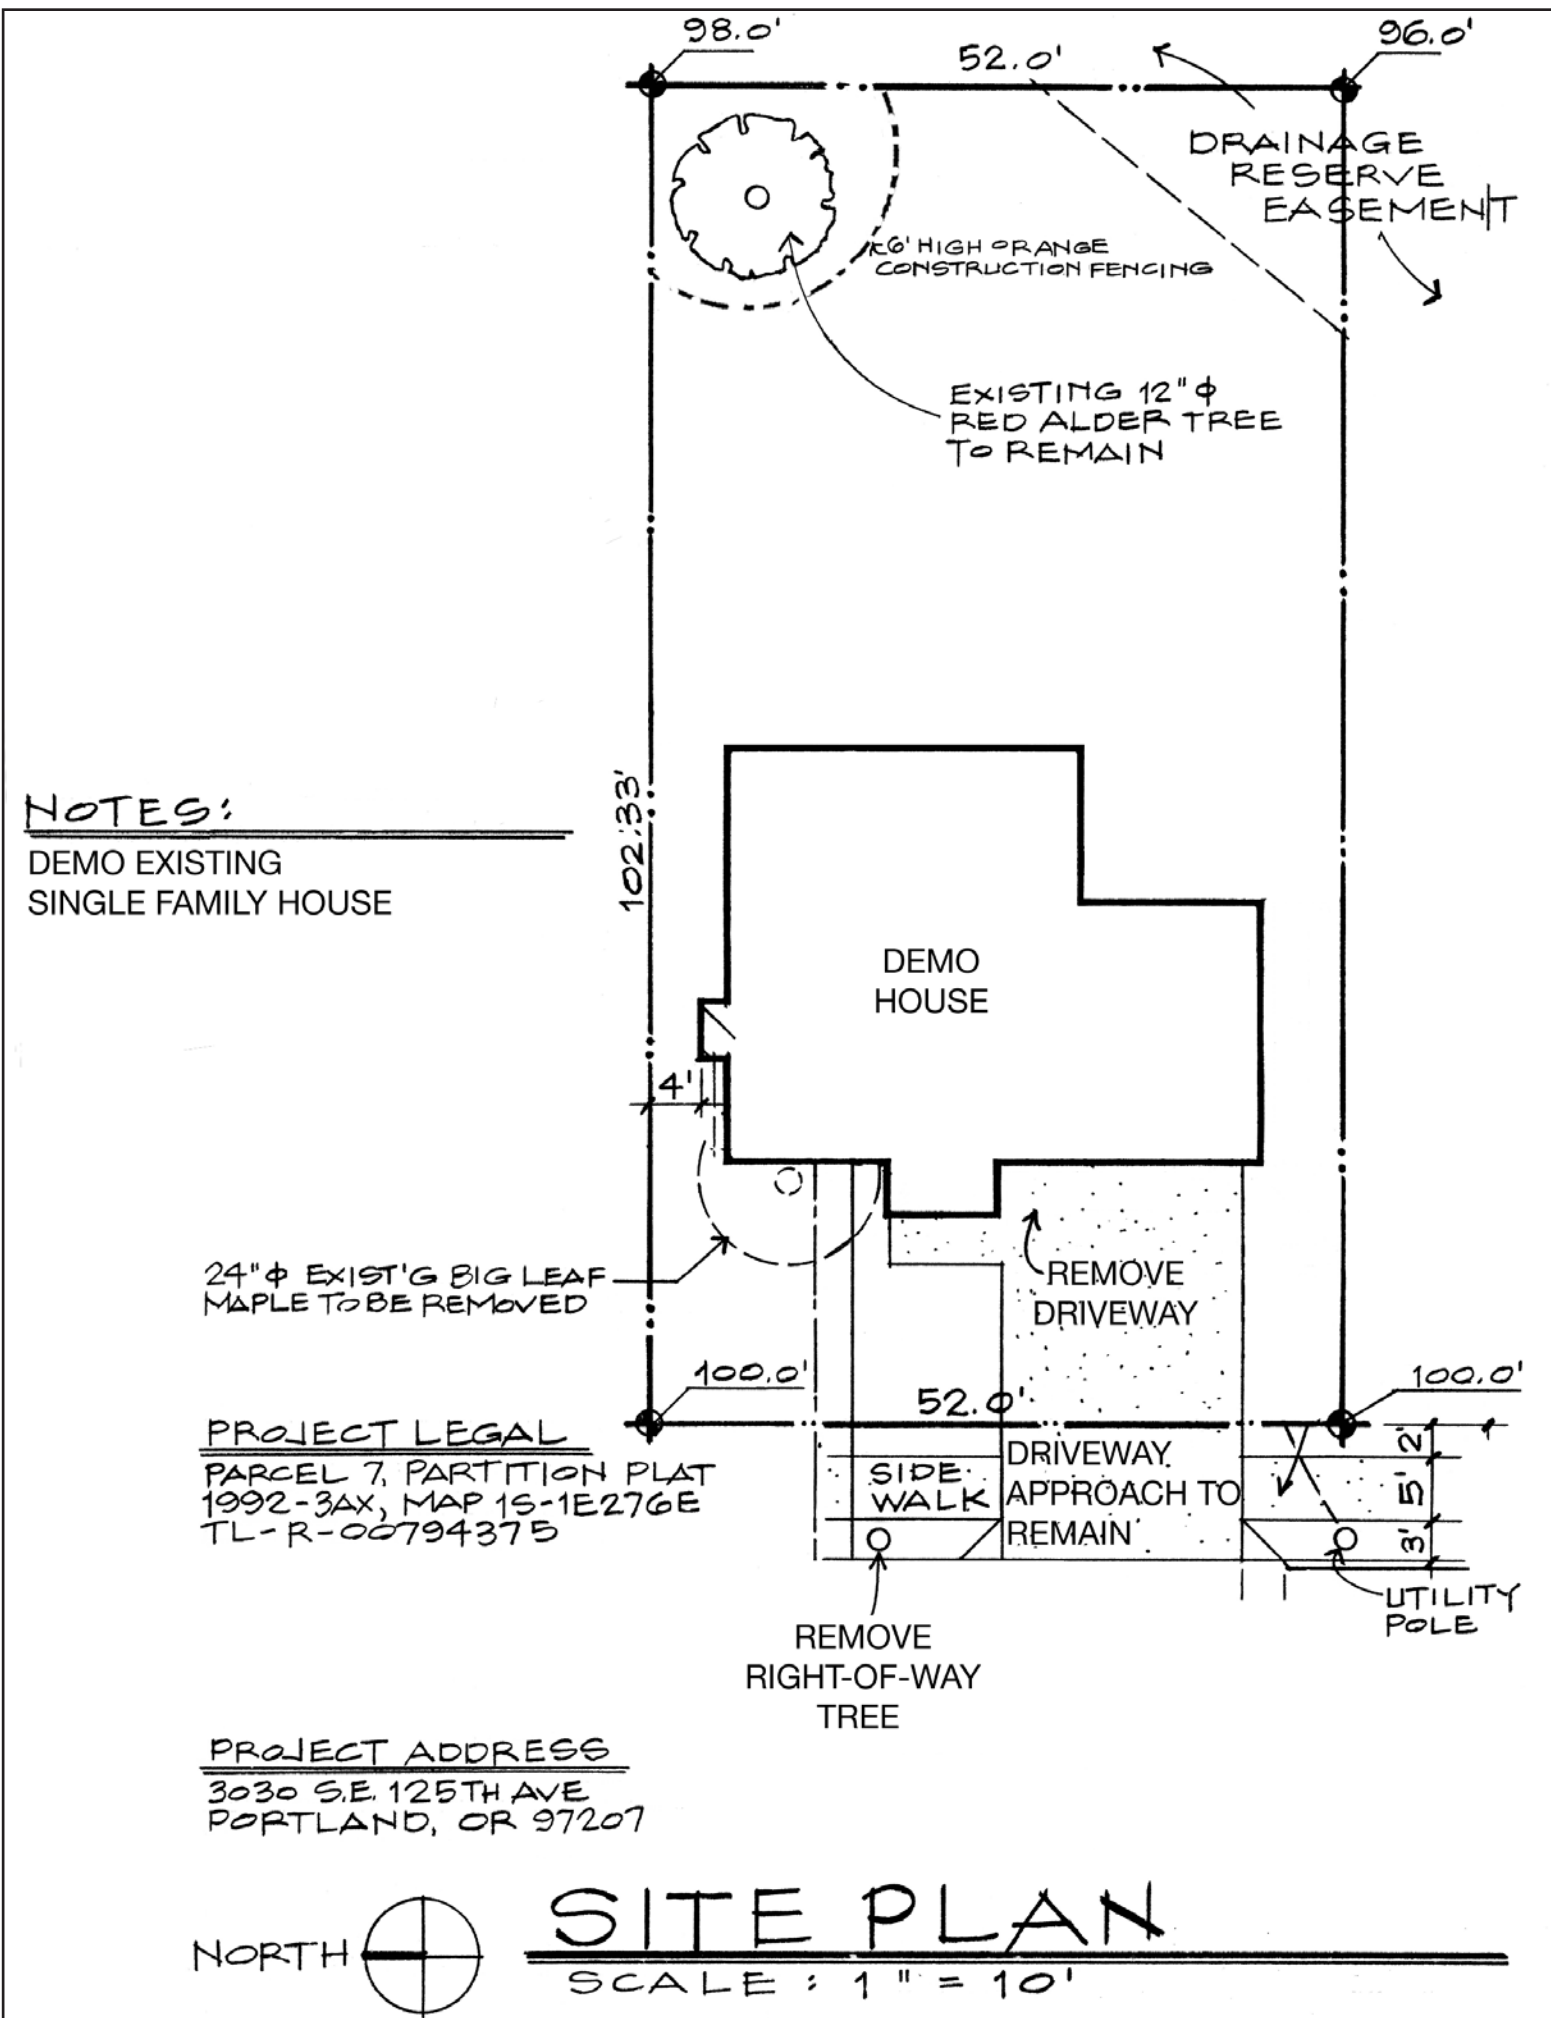 98.0'
52.0'
96.0'
DRAINAGE
RESERVE
EASEMENT
6' HIGH ORANGE
CONSTRUCTION FENCING
EXISTING 12"φ
RED ALDER TREE
TO REMAIN
102.33'
NOTES:
DEMO EXISTING
SINGLE FAMILY HOUSE
DEMO
HOUSE
4'
24"φ EXIST'G BIG LEAF
MAPLE TO BE REMOVED
REMOVE
DRIVEWAY
100.0'
52.0'
100.0'
PROJECT LEGAL
PARCEL 7, PARTITION PLAT
1992-3AX, MAP 1S-1E276E
TL-R-00794375
SIDE
WALK
DRIVEWAY
APPROACH TO
REMAIN
2'
5'
3'
UTILITY
POLE
REMOVE
RIGHT-OF-WAY
TREE
PROJECT ADDRESS
3030 S.E. 125TH AVE
PORTLAND, OR 97207
NORTH
SITE PLAN
SCALE : 1" = 10'